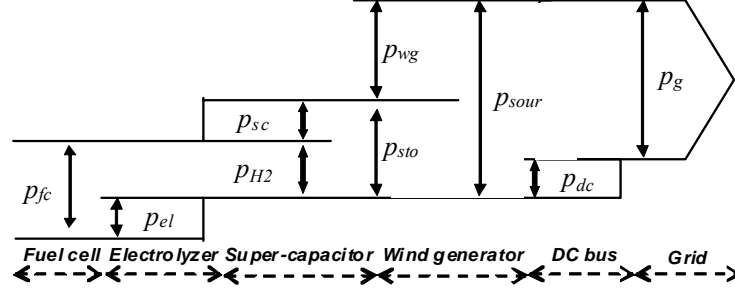 p_wg
p_g
p_sour
p_sc
p_sto
p_H2
p_fc
p_dc
p_el
Fuel cell Electrolyzer Super-capacitor Wind generator DC bus Grid